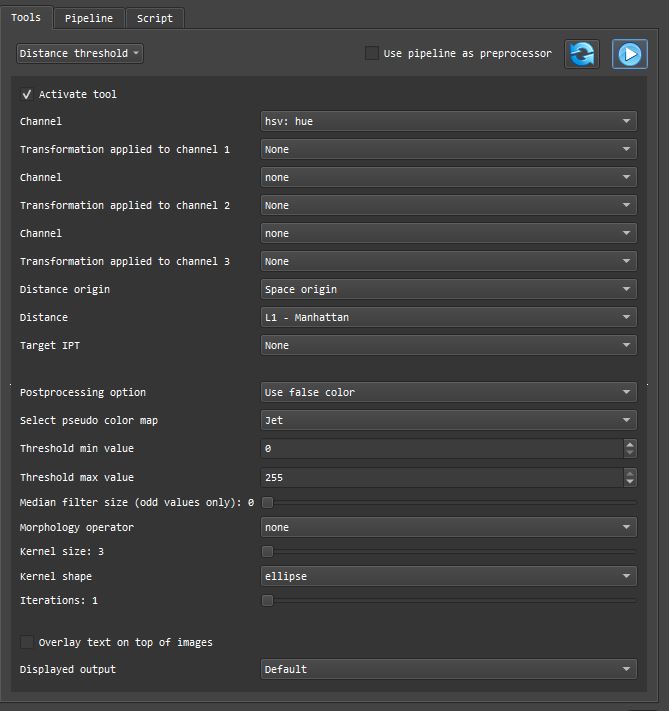 Tools Pipeline Script
Distance threshold Use pipeline as preprocessor
Activate tool
Channel hsv: hue
Transformation applied to channel 1 None
Channel none
Transformation applied to channel 2 None
Channel none
Transformation applied to channel 3 None
Distance origin Space origin
Distance L1 - Manhattan
Target IPT None
Postprocessing option Use false color
Select pseudo color map Jet
Threshold min value 0
Threshold max value 255
Median filter size (odd values only): 0
Morphology operator none
Kernel size: 3
Kernel shape ellipse
Iterations: 1
Overlay text on top of images
Displayed output Default